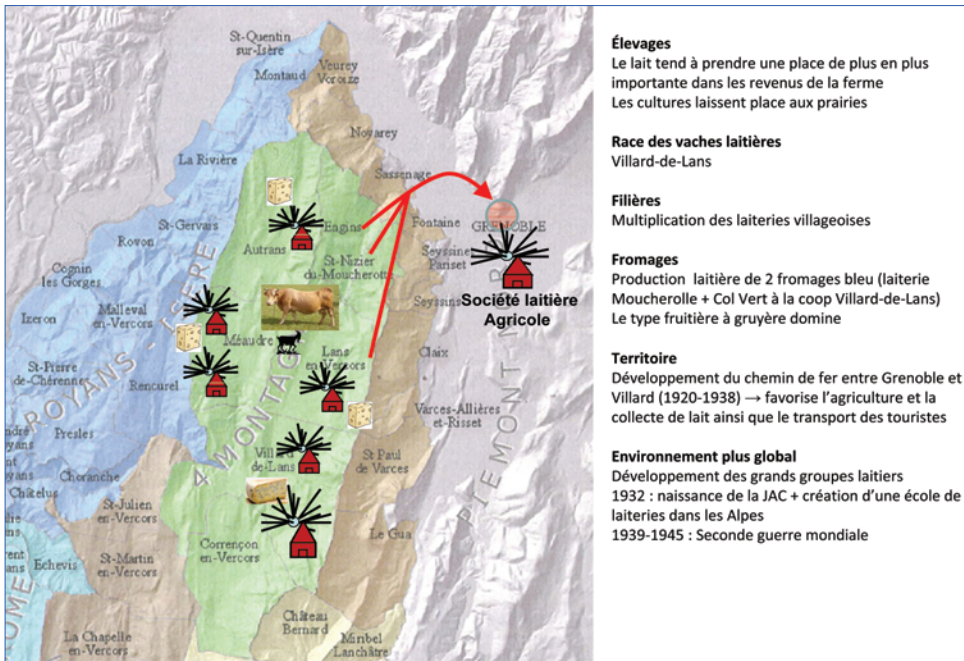 St-Quentin
sur-Isère
Montaud
Veurey
Voroize
Noyarey
La Rivière
Sassenage
St-Gervais
Engins
Fontaine
GRENOBLE
Rovon
Autrans
Seyssinet
Pariset
Cognin
les Gorges
St-Nizier
du-Moucherotte
Société laitière
Agricole
Malleval
en-Vercors
Seyssins
Izeron
Méaudre
Lans
en-Vercors
Claix
St-Pierre
de-Chérennes
Rencurel
Varces-Allières
et-Risset
Presles
ROYANS - ISERE
4 MONTAG
PIEMONT NORD
Villard
de-Lans
St Paul
de Varces
Choranche
Châtelus
St-Julien
en-Vercors
Le Gua
Corrençon
en-Vercors
Echevis
St-Martin
en-Vercors
Château
Bernard
La Chapelle
en-Vercors
Miribel
Lanchâtre
Élevages
Le lait tend à prendre une place de plus en plus
importante dans les revenus de la ferme
Les cultures laissent place aux prairies
Race des vaches laitières
Villard-de-Lans
Filières
Multiplication des laiteries villageoises
Fromages
Production laitière de 2 fromages bleu (laiterie
Moucherolle + Col Vert à la coop Villard-de-Lans)
Le type fruitière à gruyère domine
Territoire
Développement du chemin de fer entre Grenoble et
Villard (1920-1938) → favorise l'agriculture et la
collecte de lait ainsi que le transport des touristes
Environnement plus global
Développement des grands groupes laitiers
1932 : naissance de la JAC + création d'une école de
laiteries dans les Alpes
1939-1945 : Seconde guerre mondiale